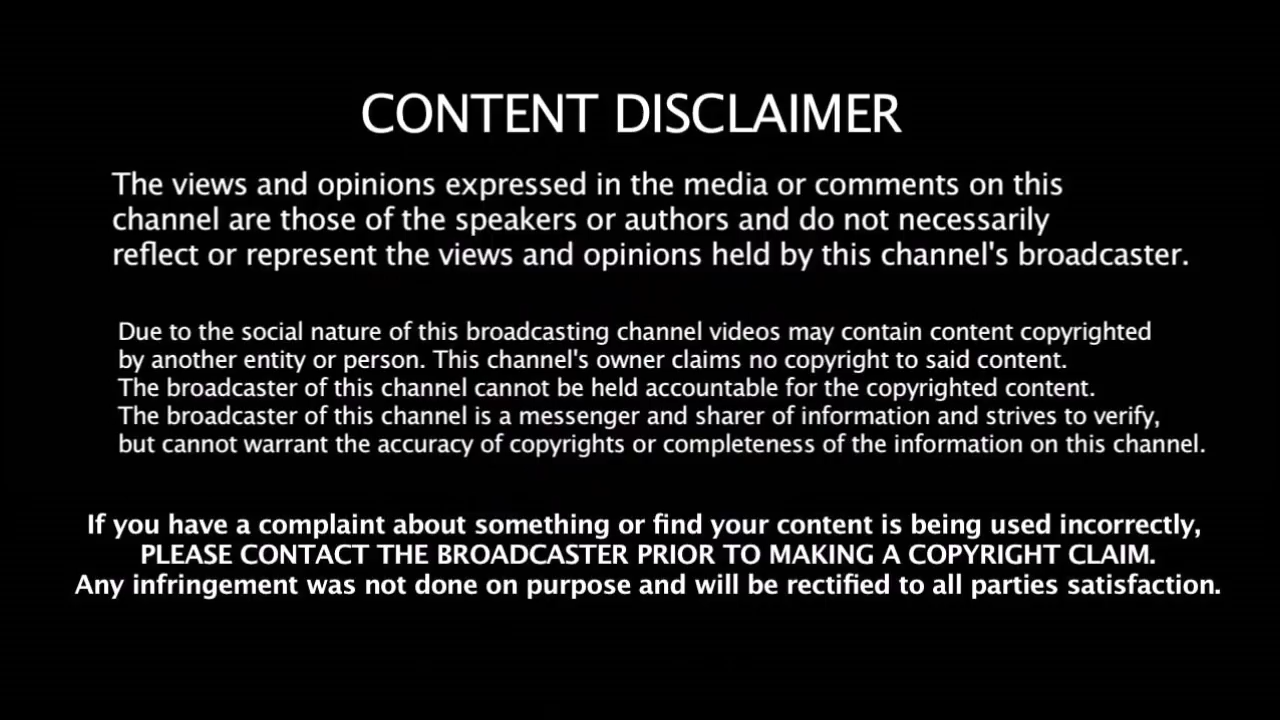 CONTENT DISCLAIMER
The views and opinions expressed in the media or comments on this
channel are those of the speakers or authors and do not necessarily
reflect or represent the views and opinions held by this channel's broadcaster.
Due to the social nature of this broadcasting channel videos may contain content copyrighted
by another entity or person. This channel's owner claims no copyright to said content.
The broadcaster of this channel cannot be held accountable for the copyrighted content.
The broadcaster of this channel is a messenger and sharer of information and strives to verify,
but cannot warrant the accuracy of copyrights or completeness of the information on this channel.
If you have a complaint about something or find your content is being used incorrectly,
PLEASE CONTACT THE BROADCASTER PRIOR TO MAKING A COPYRIGHT CLAIM.
Any infringement was not done on purpose and will be rectified to all parties satisfaction.